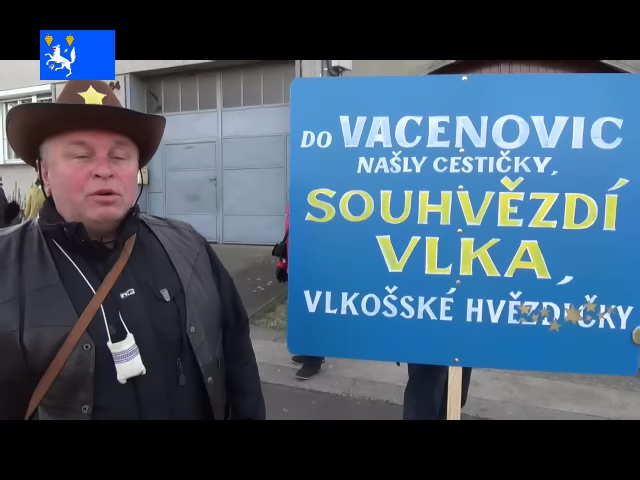 DO VACENOVIC
NAŠLY CESTIČKY,
SOUHVĚZDÍ
VLKA,
VLKOŠSKÉ HVĚZDIČKY